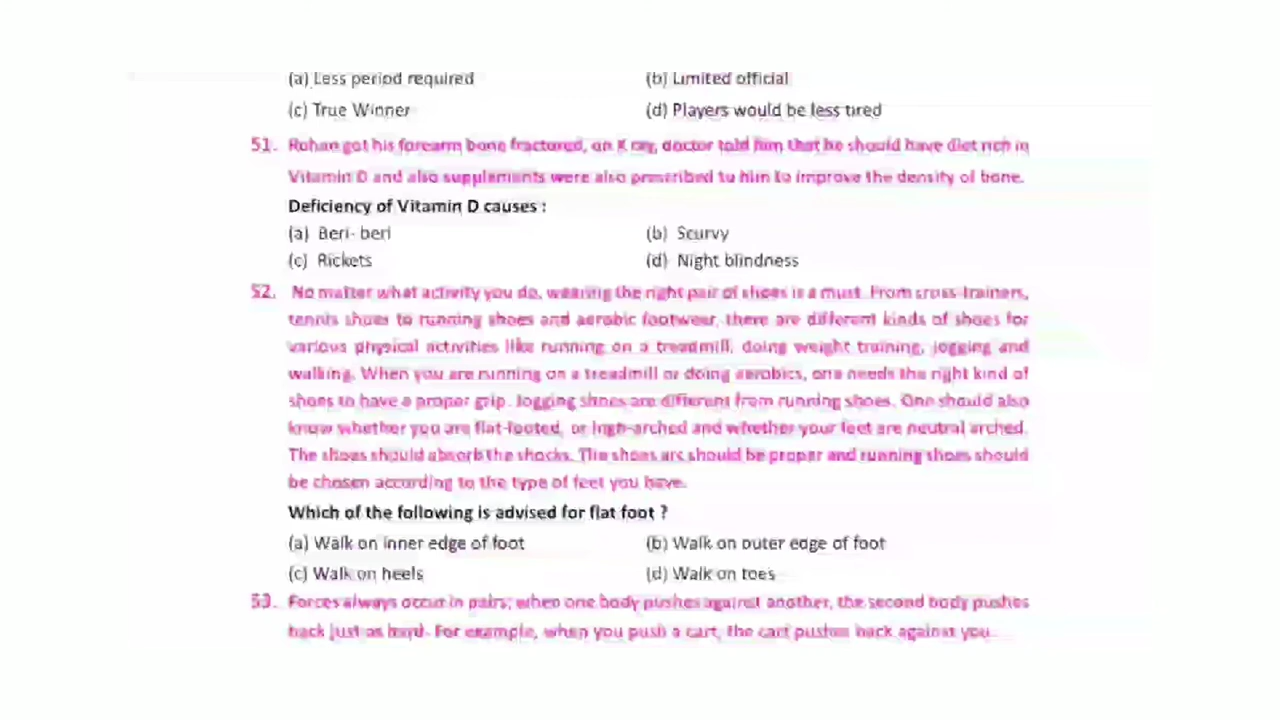 (a) Less period required (b) Limited official
(c) True Winner (d) Players would be less tired
51. Rohan got his forearm bone fractured, on X ray, doctor told him that he should have diet rich in
Vitamin D and also supplements were also prescribed to him to improve the density of bone.
Deficiency of Vitamin D causes :
(a) Beri- beri (b) Scurvy
(c) Rickets (d) Night blindness
52. No matter what activity you do, wearing the right pair of shoes is a must. From cross-trainers,
tennis shoes to running shoes and aerobic footwear, there are different kinds of shoes for
various physical activities like running on a treadmill, doing weight training, jogging and
walking. When you are running on a treadmill or doing aerobics, one needs the right kind of
shoes to have a proper grip. Jogging shoes are different from running shoes. One should also
know whether you are flat-footed, or high-arched and whether your feet are neutral arched.
The shoes should absorb the shocks. The shoes arc should be proper and running shoes should
be chosen according to the type of feet you have.
Which of the following is advised for flat foot ?
(a) Walk on inner edge of foot (b) Walk on outer edge of foot
(c) Walk on heels (d) Walk on toes
53. Forces always occur in pairs; when one body pushes against another, the second body pushes
back just as hard. For example, when you push a cart, the cart pushes back against you.